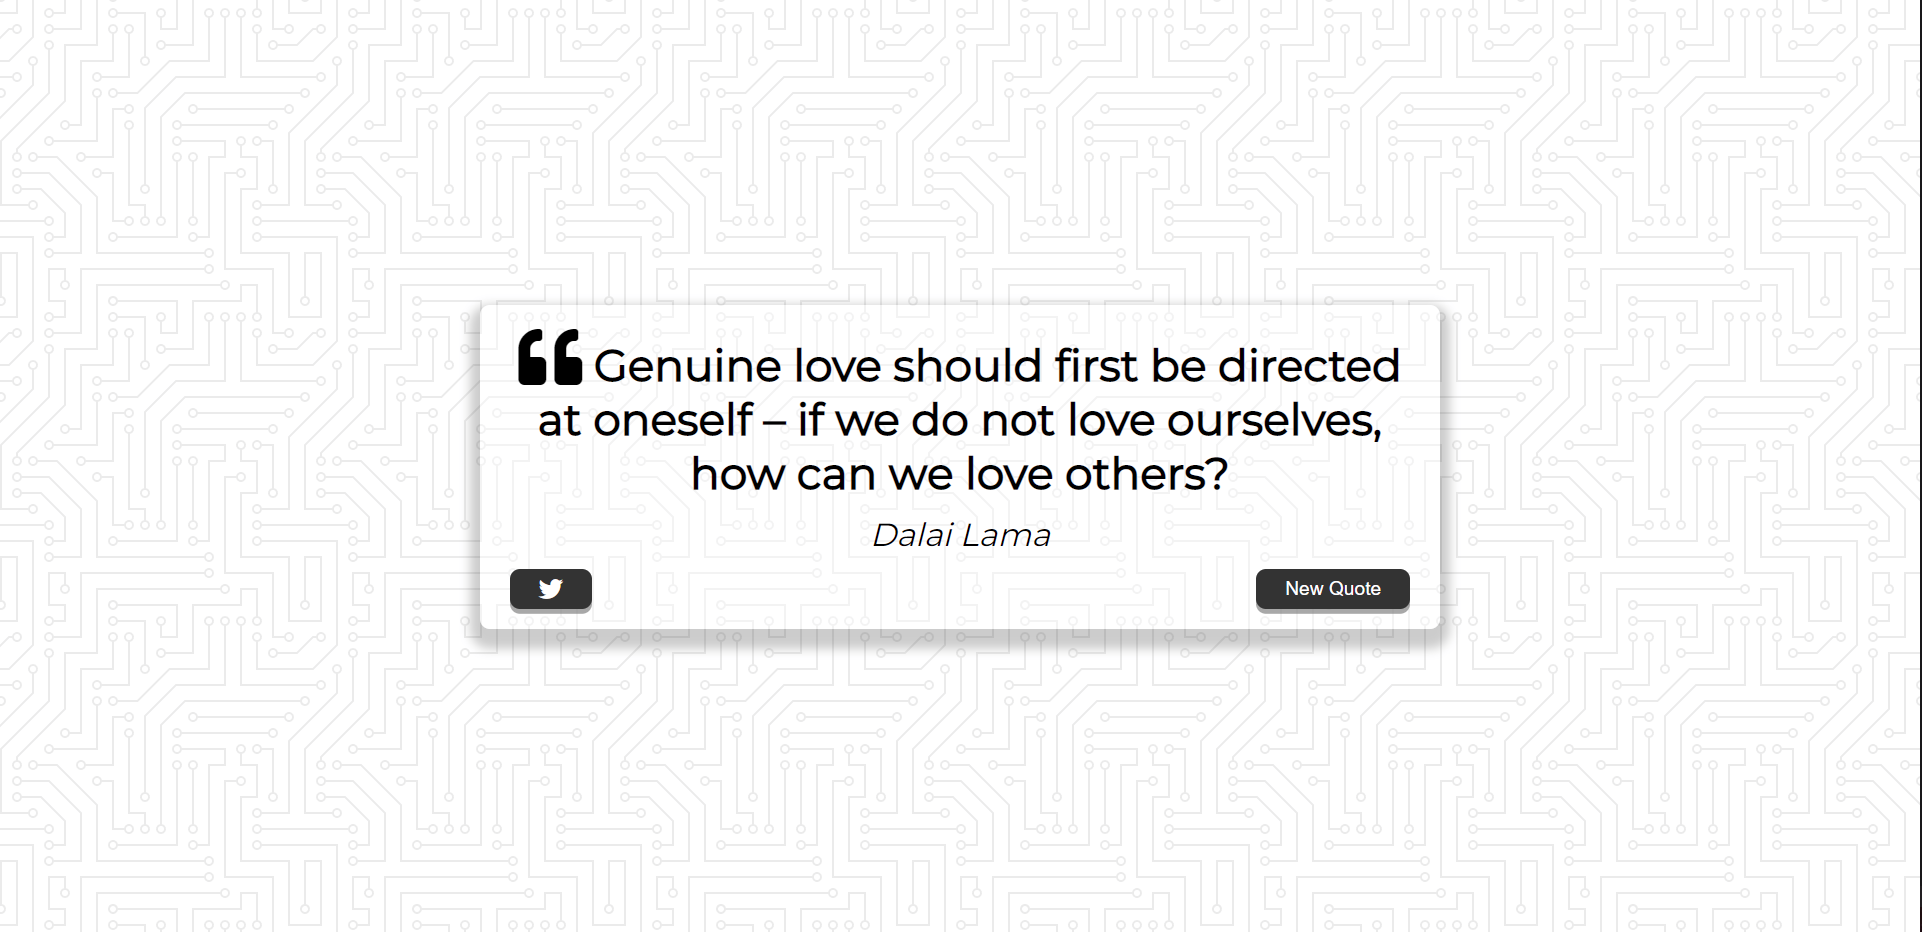 Genuine love should first be directed
at oneself – if we do not love ourselves,
how can we love others?
Dalai Lama
New Quote